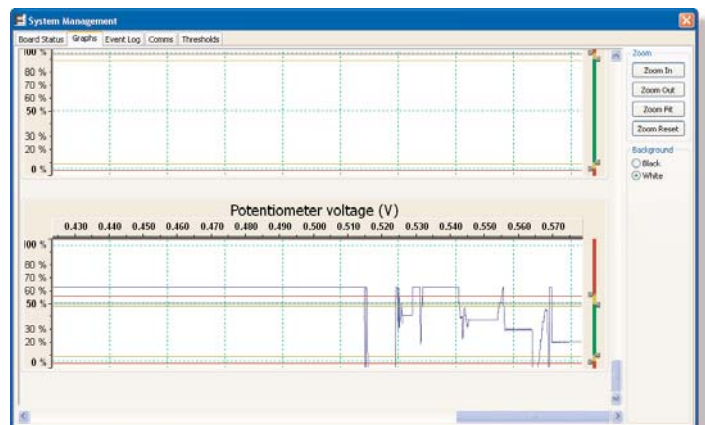 System Management
Board Status Graphs Event Log Comms Thresholds
100 %
80 %
70 %
60 %
50 %
30 %
20 %
0 %
Zoom
Zoom In
Zoom Out
Zoom Fit
Zoom Reset
Background
Black
White
Potentiometer voltage (V)
0.430 0.440 0.450 0.460 0.470 0.480 0.490 0.500 0.510 0.520 0.530 0.540 0.550 0.560 0.570
100 %
80 %
70 %
60 %
50 %
30 %
20 %
0 %